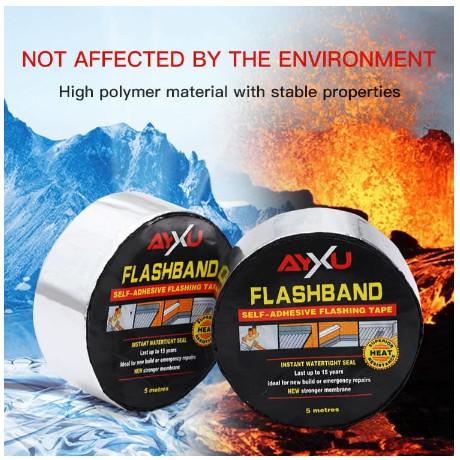 NOT AFFECTED BY THE ENVIRONMENT
High polymer material with stable properties
AYXU
FLASHBAND
SELF-ADHESIVE FLASHING TAPE
INSTANT WATERTIGHT SEAL
Last up to 15 years
Ideal for new build or emergency repairs
NEW stronger membrane
5 metres
AYXU
FLASHBAND
SELF-ADHESIVE FLASHING TAPE
SUPERIOR
HEAT
RESISTANCE
INSTANT WATERTIGHT SEAL
Last up to 15 years
Ideal for new build or emergency repairs
NEW stronger membrane
5 metres